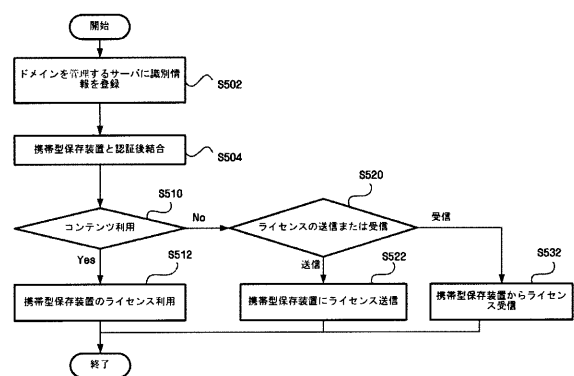 開始
ドメインを管理するサーバに識別情
報を登録
S502
携帯型保存装置と認証後結合
S504
S510
コンテンツ利用
No
Yes
S520
ライセンスの送信または受信
受信
送信
S512
携帯型保存装置のライセンス利用
S522
携帯型保存装置にライセンス送信
S532
携帯型保存装置からライセン
ス受信
終了